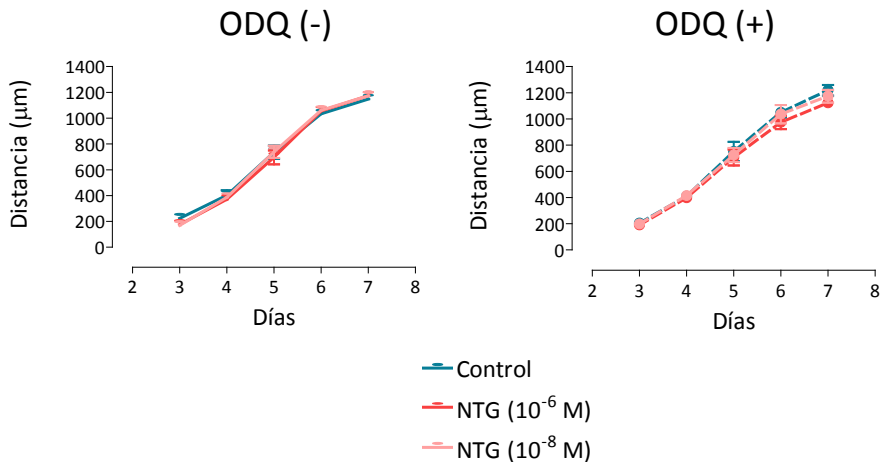 ODQ (-)
Distancia (µm)
1400
1200
1000
800
600
400
200
0
2 3 4 5 6 7 8
Días
ODQ (+)
Distancia (µm)
1400
1200
1000
800
600
400
200
0
2 3 4 5 6 7 8
Días
Control
NTG (10⁻⁶ M)
NTG (10⁻⁸ M)